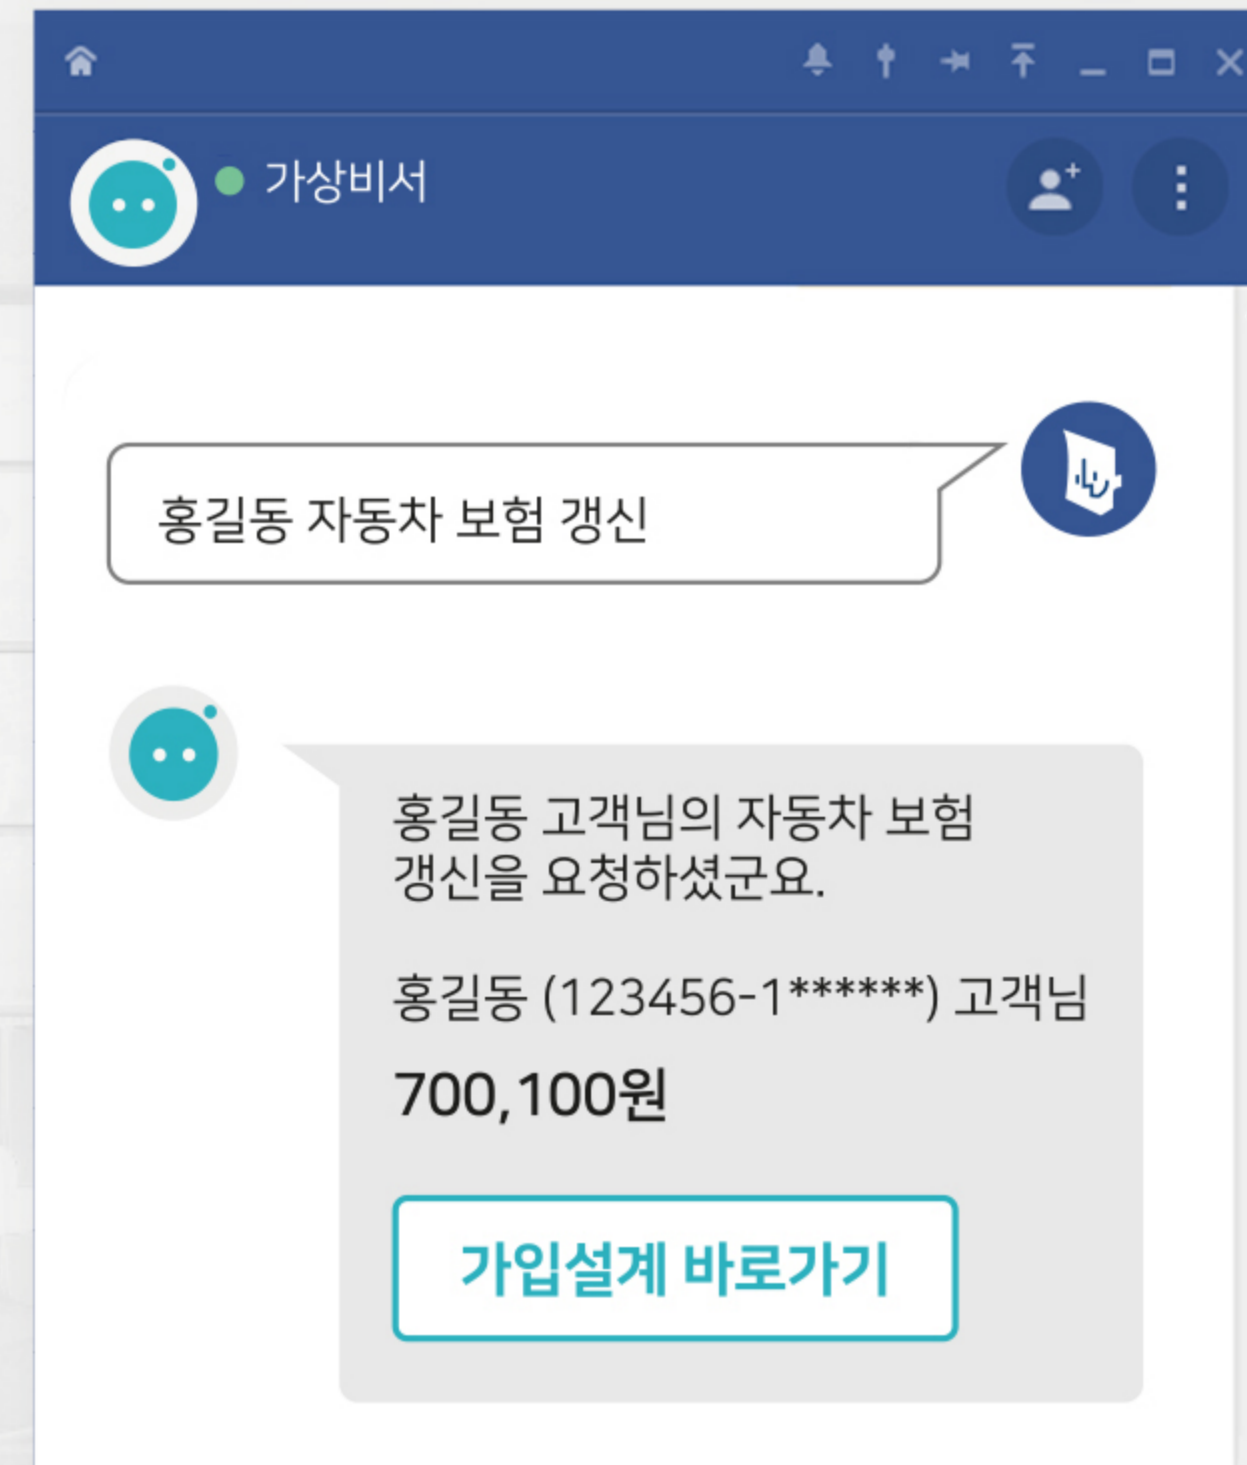 가상비서
홍길동 자동차 보험 갱신
홍길동 고객님의 자동차 보험
갱신을 요청하셨군요.
홍길동 (123456-1******) 고객님
700,100원
가입설계 바로가기